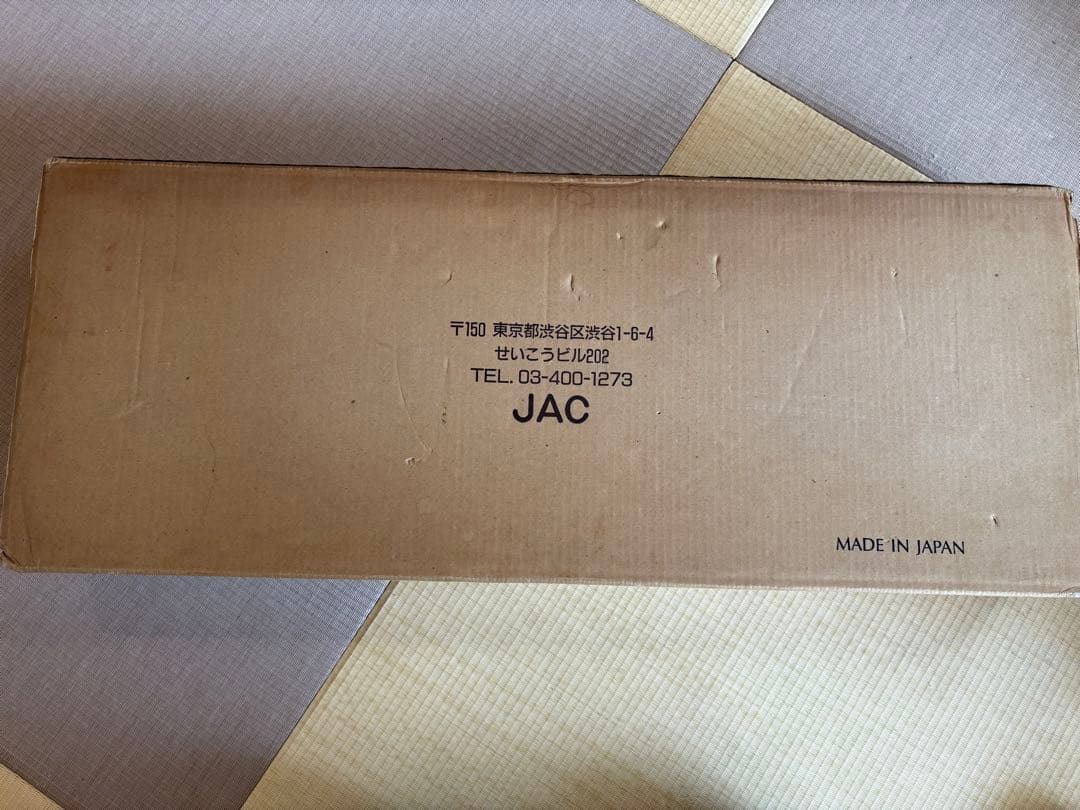 〒150 東京都渋谷区渋谷1-6-4
せいこうビル202
TEL. 03-400-1273
JAC
MADE IN JAPAN